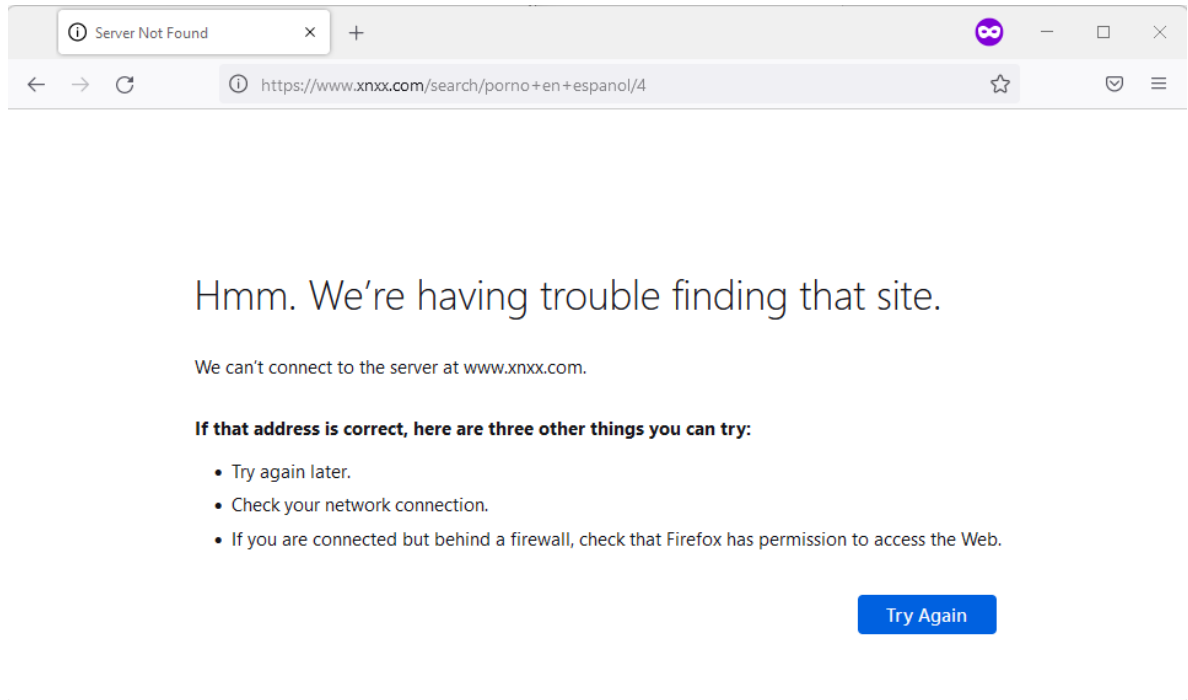 Server Not Found
https://www.xnxx.com/search/porno+en+espanol/4
Hmm. We’re having trouble finding that site.
We can’t connect to the server at www.xnxx.com.
If that address is correct, here are three other things you can try:
Try again later.
Check your network connection.
If you are connected but behind a firewall, check that Firefox has permission to access the Web.
Try Again